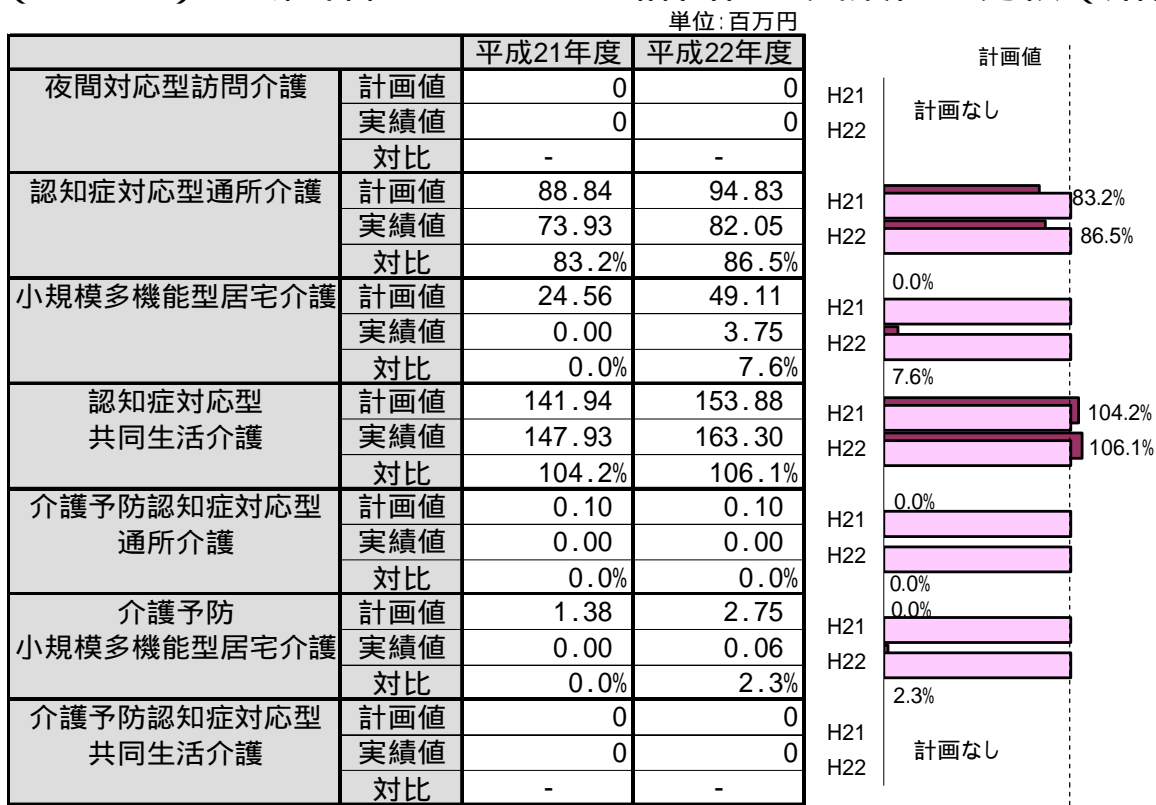 単位:百万円
平成21年度 平成22年度
夜間対応型訪問介護 計画値 0 0
実績値 0 0
対比 - -
認知症対応型通所介護 計画値 88.84 94.83
実績値 73.93 82.05
対比 83.2% 86.5%
小規模多機能型居宅介護 計画値 24.56 49.11
実績値 0.00 3.75
対比 0.0% 7.6%
認知症対応型 計画値 141.94 153.88
共同生活介護 実績値 147.93 163.30
対比 104.2% 106.1%
介護予防認知症対応型 計画値 0.10 0.10
通所介護 実績値 0.00 0.00
対比 0.0% 0.0%
介護予防 計画値 1.38 2.75
小規模多機能型居宅介護 実績値 0.00 0.06
対比 0.0% 2.3%
介護予防認知症対応型 計画値 0 0
共同生活介護 実績値 0 0
対比 - -
計画値
H21
計画なし
H22
H21 83.2%
H22 86.5%
0.0%
H21
H22
7.6%
H21 104.2%
H22 106.1%
0.0%
H21
H22
0.0%
0.0%
H21
H22
2.3%
H21
計画なし
H22